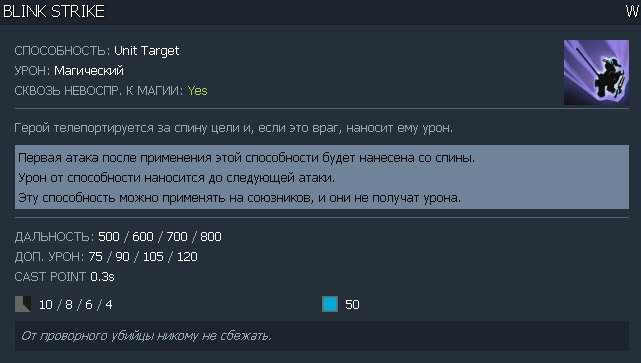 BLINK STRIKE W
СПОСОБНОСТЬ: Unit Target
УРОН: Магический
СКВОЗЬ НЕВОСПР. К МАГИИ: Yes
Герой телепортируется за спину цели и, если это враг, наносит ему урон.
Первая атака после применения этой способности будет нанесена со спины.
Урон от способности наносится до следующей атаки.
Эту способность можно применять на союзников, и они не получат урона.
ДАЛЬНОСТЬ: 500 / 600 / 700 / 800
ДОП. УРОН: 75 / 90 / 105 / 120
CAST POINT 0.3s
10 / 8 / 6 / 4 50
От проворного убийцы никому не сбежать.